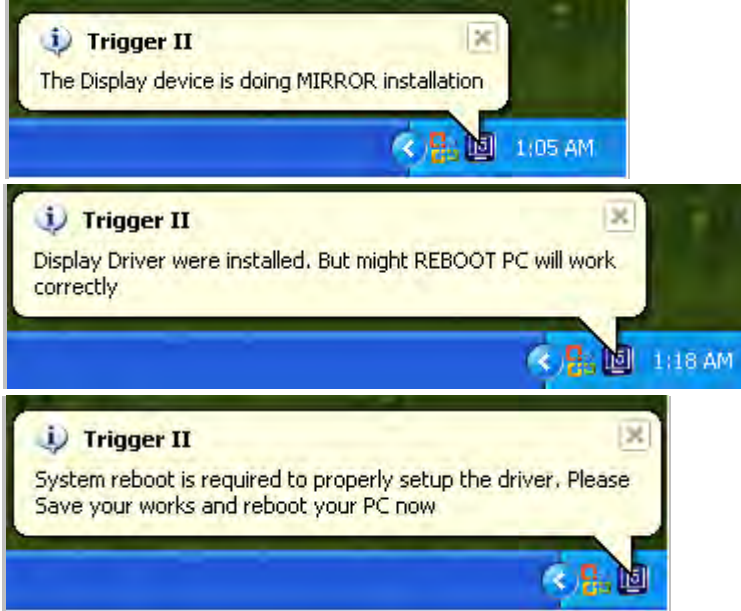 Trigger II
The Display device is doing MIRROR installation
1:05 AM
Trigger II
Display Driver were installed. But might REBOOT PC will work
correctly
1:18 AM
Trigger II
System reboot is required to properly setup the driver. Please
Save your works and reboot your PC now